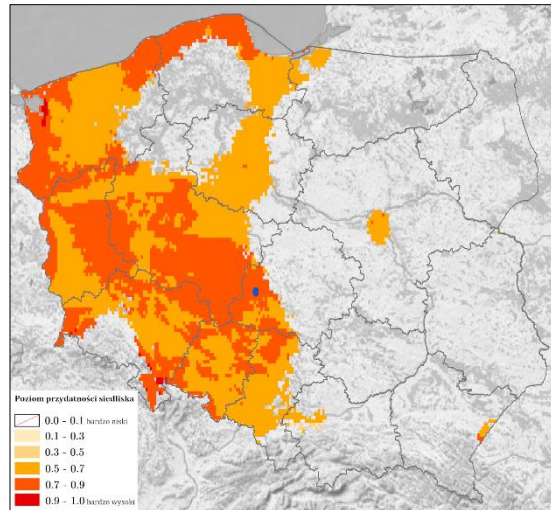 Poziom przydatności siedliska
0.0 - 0.1 bardzo niski
0.1 - 0.3
0.3 - 0.5
0.5 - 0.7
0.7 - 0.9
0.9 - 1.0 bardzo wysoki